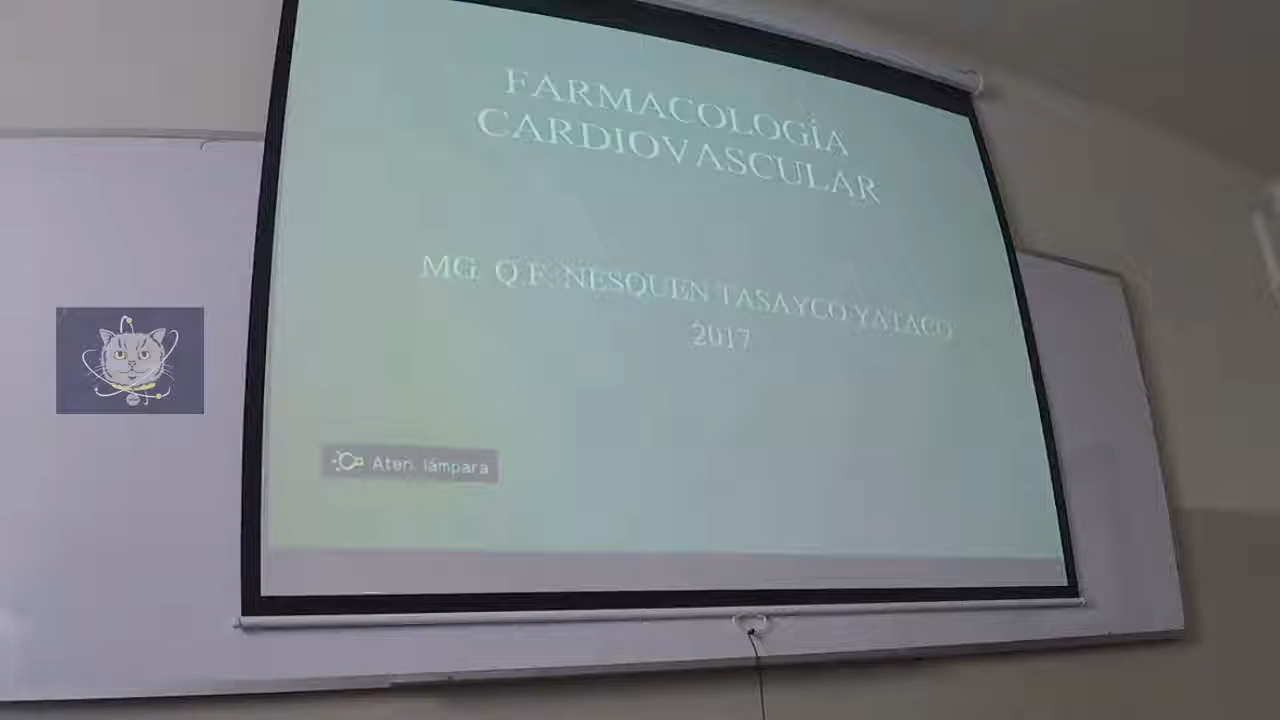 FARMACOLOGÍA
CARDIOVASCULAR
MG. Q.F. NESQUEN TASAYCO YATACO
2017
Aten. lámpara